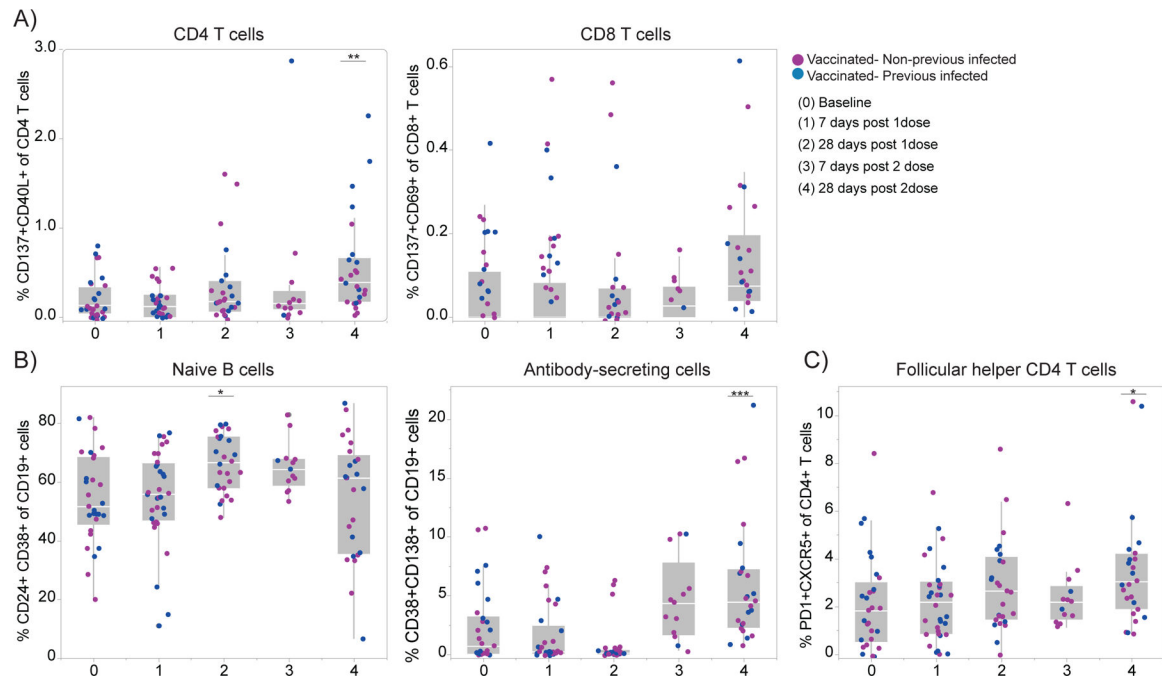 A)
CD4 T cells
CD8 T cells
% CD137+CD40L+ of CD4 T cells
3.0
2.0
1.0
0.0
**
0 1 2 3 4
% CD137+CD69+ of CD8+ T cells
0.6
0.4
0.2
0.0
0 1 2 3 4
Vaccinated- Non-previous infected
Vaccinated- Previous infected
(0) Baseline
(1) 7 days post 1dose
(2) 28 days post 1dose
(3) 7 days post 2 dose
(4) 28 days post 2dose
B)
Naive B cells
Antibody-secreting cells
% CD24+ CD38+ of CD19+ cells
80
60
40
20
0
*
0 1 2 3 4
% CD38+CD138+ of CD19+ cells
20
15
10
5
0
***
0 1 2 3 4
C)
Follicular helper CD4 T cells
% PD1+CXCR5+ of CD4+ T cells
10
8
6
4
2
0
*
0 1 2 3 4